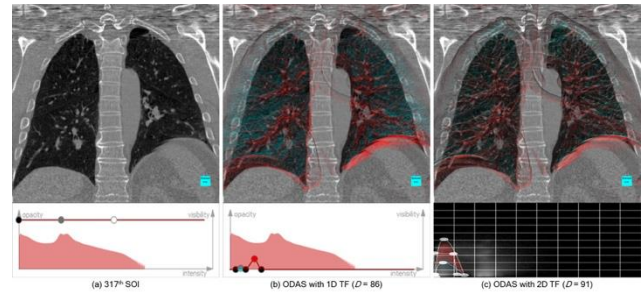 opacity visibility
intensity
opacity visibility
intensity
(a) 317th SOI (b) ODAS with 1D TF (D = 86) (c) ODAS with 2D TF (D = 91)